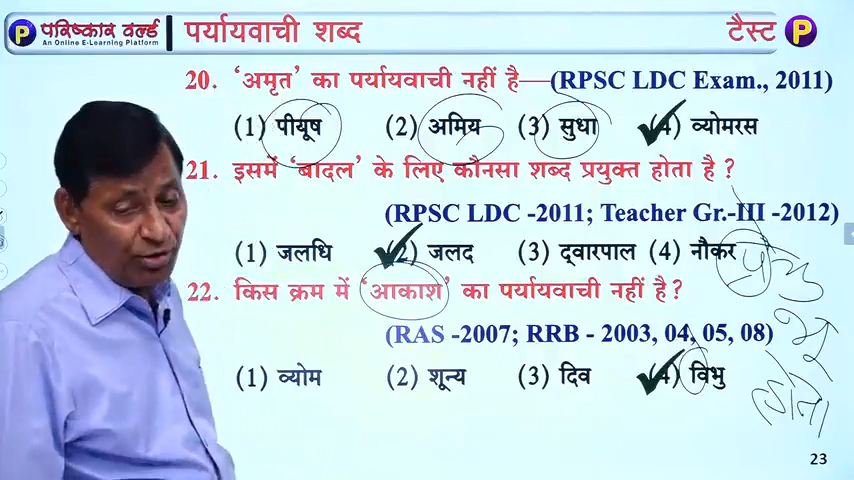 परिष्कार वर्ल्ड
An Online E-Learning Platform
पर्यायवाची शब्द
टैस्ट P
20. ‘अमृत’ का पर्यायवाची नहीं है—(RPSC LDC Exam., 2011)
(1) पीयूष (2) अमिय (3) सुधा (4) व्योमरस
21. इसमें ‘बादल’ के लिए कौनसा शब्द प्रयुक्त होता है ?
(RPSC LDC -2011; Teacher Gr.-III -2012)
(1) जलधि (2) जलद (3) द्वारपाल (4) नौकर
22. किस क्रम में ‘आकाश’ का पर्यायवाची नहीं है?
(RAS -2007; RRB - 2003, 04, 05, 08)
(1) व्योम (2) शून्य (3) दिव (4) विभु
23